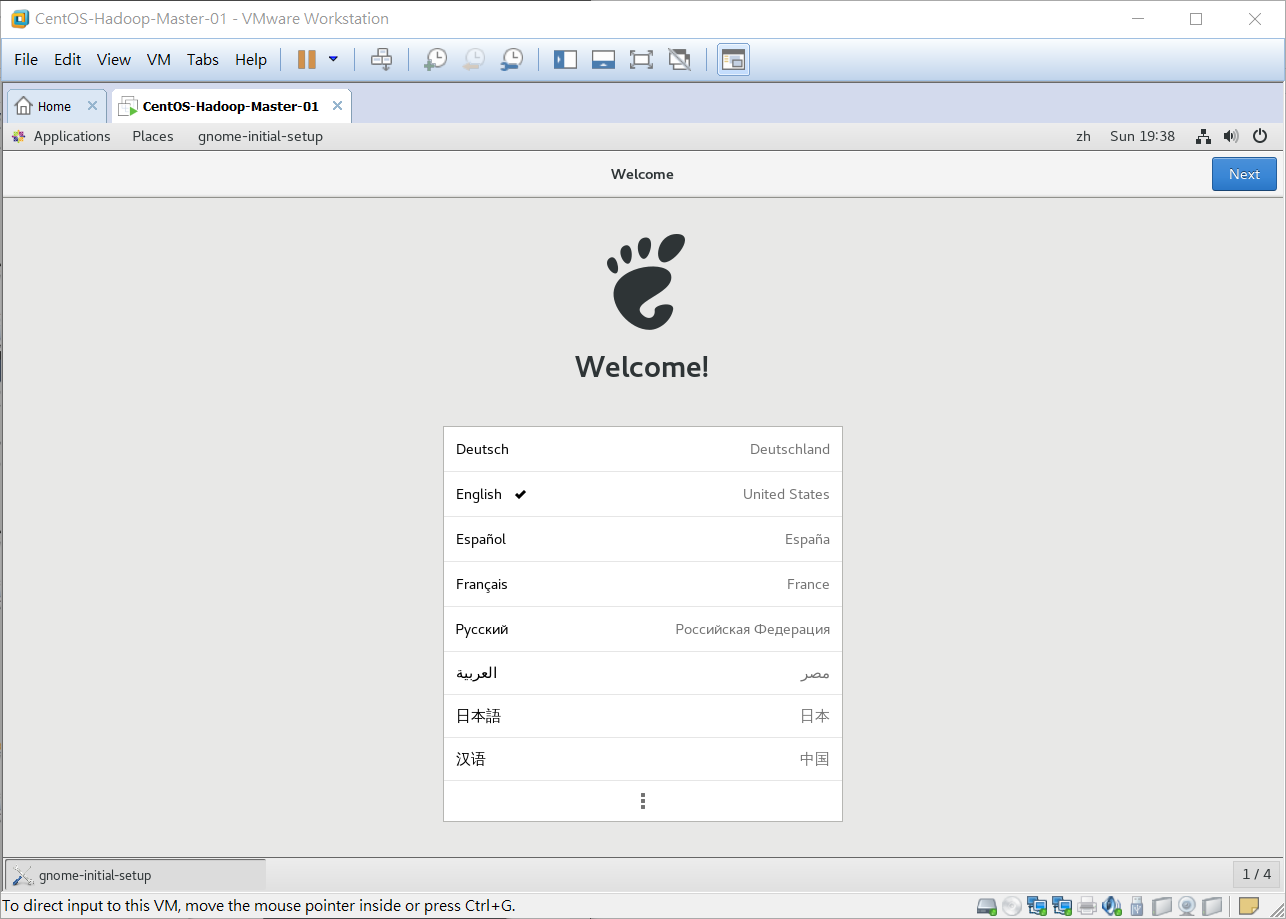 CentOS-Hadoop-Master-01 - VMware Workstation
File Edit View VM Tabs Help
Home CentOS-Hadoop-Master-01
Applications Places gnome-initial-setup zh Sun 19:38
Welcome Next
Welcome!
Deutsch Deutschland
English United States
Español España
Français France
Русский Российская Федерация
العربية مصر
日本語 日本
汉语 中国
gnome-initial-setup 1 / 4
To direct input to this VM, move the mouse pointer inside or press Ctrl+G.